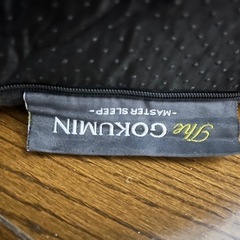 The GOKUMIN
-MASTER SLEEP-